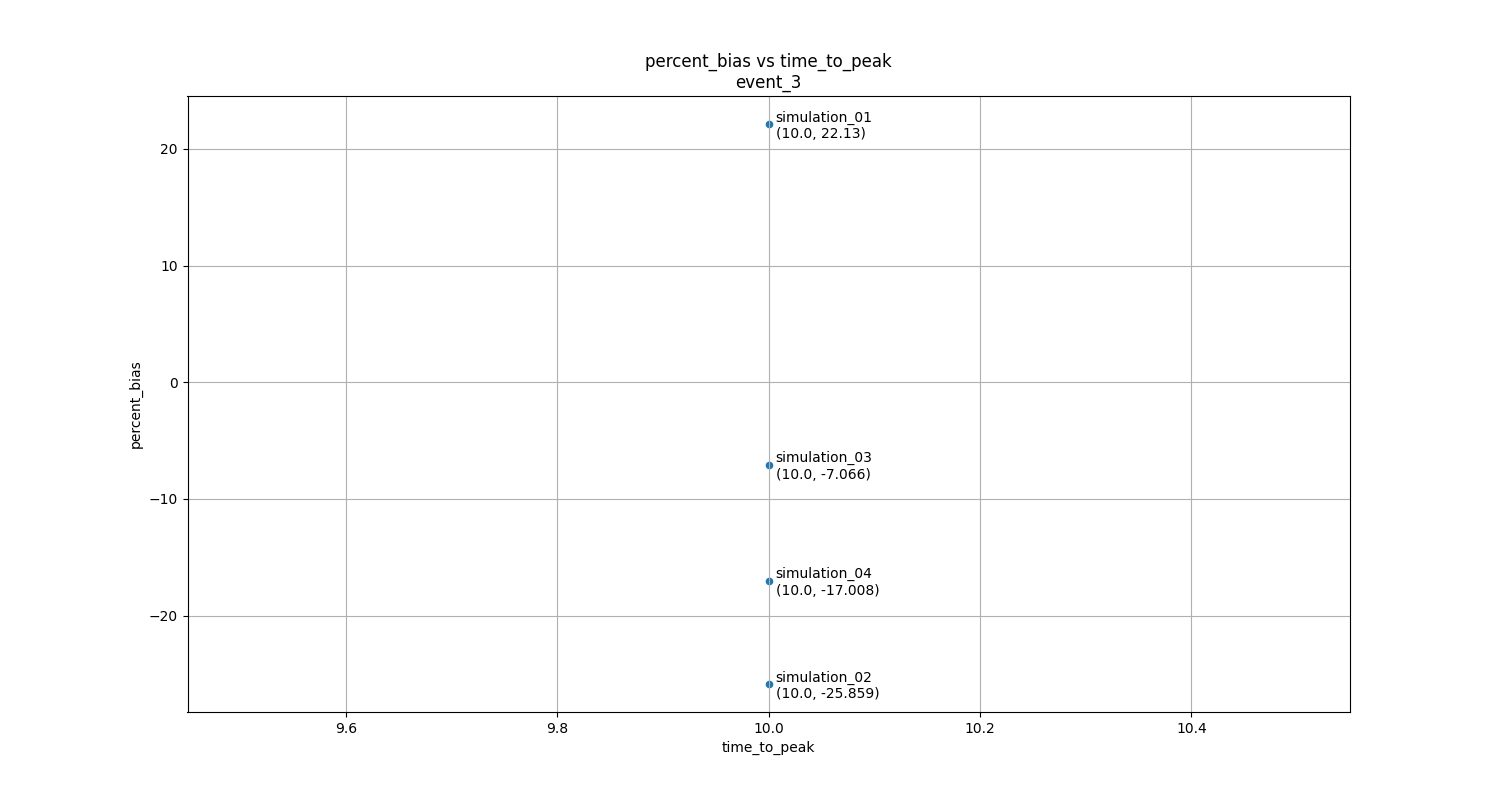 percent_bias vs time_to_peak
event_3
simulation_01
(10.0, 22.13)
20
10
0
percent_bias
simulation_03
(10.0, -7.066)
−10
simulation_04
(10.0, -17.008)
−20
simulation_02
(10.0, -25.859)
9.6
9.8
10.0
10.2
10.4
time_to_peak